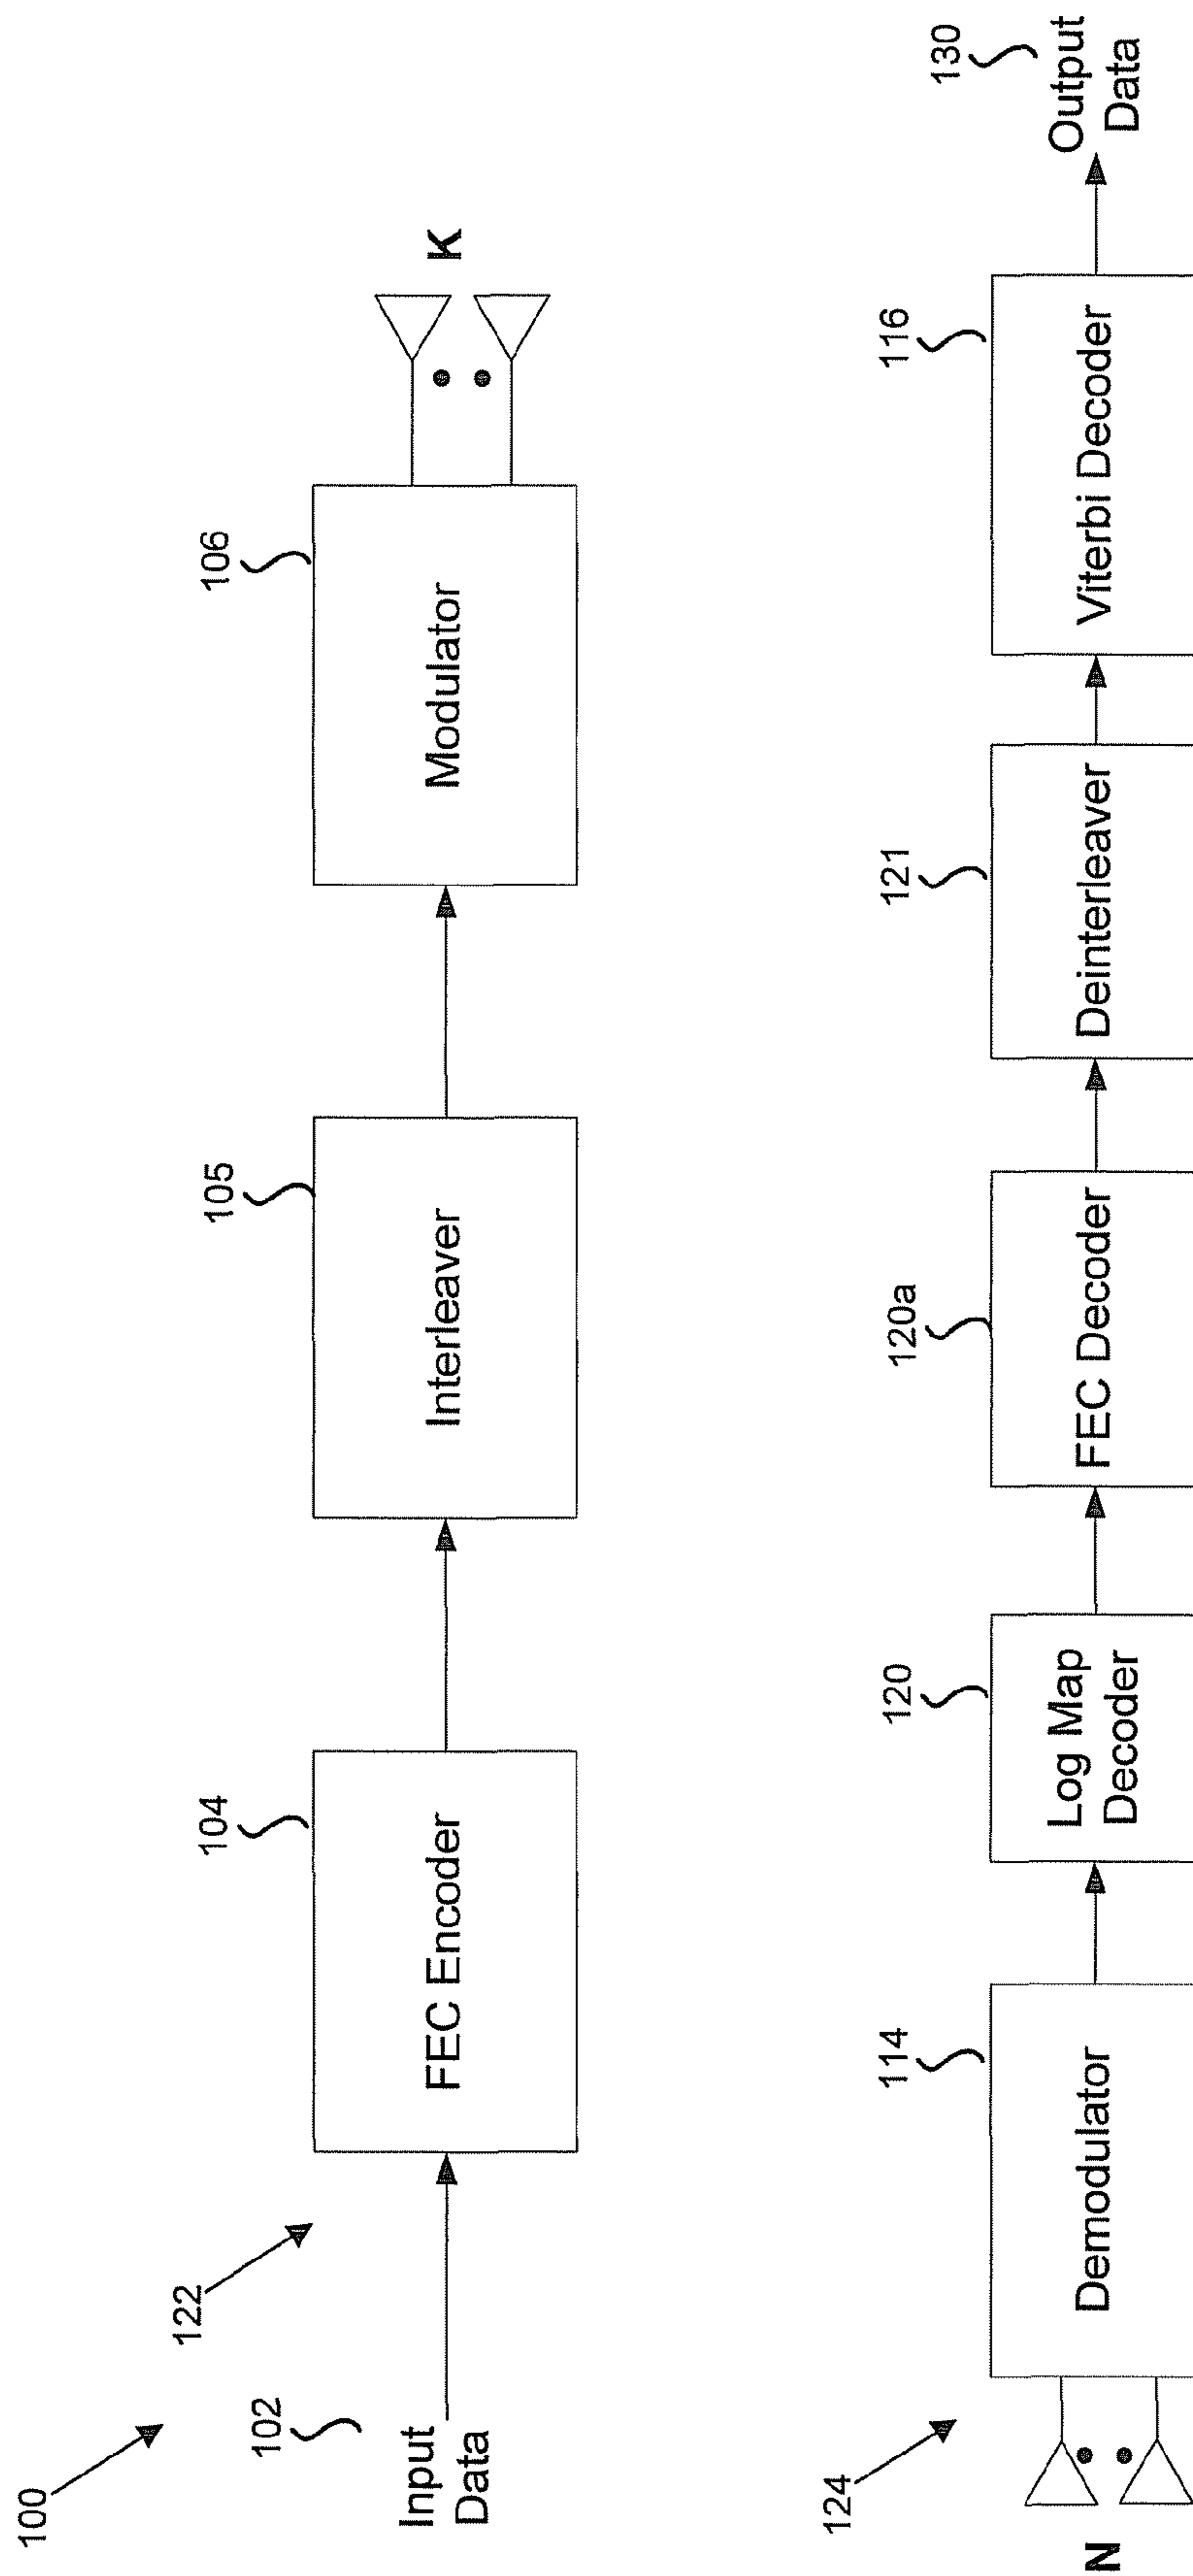 100
122
102
Input
Data
104
FEC Encoder
105
Interleaver
106
Modulator
K
124
N
114
Demodulator
120
Log Map
Decoder
120a
FEC Decoder
121
Deinterleaver
116
Viterbi Decoder
130
Output
Data